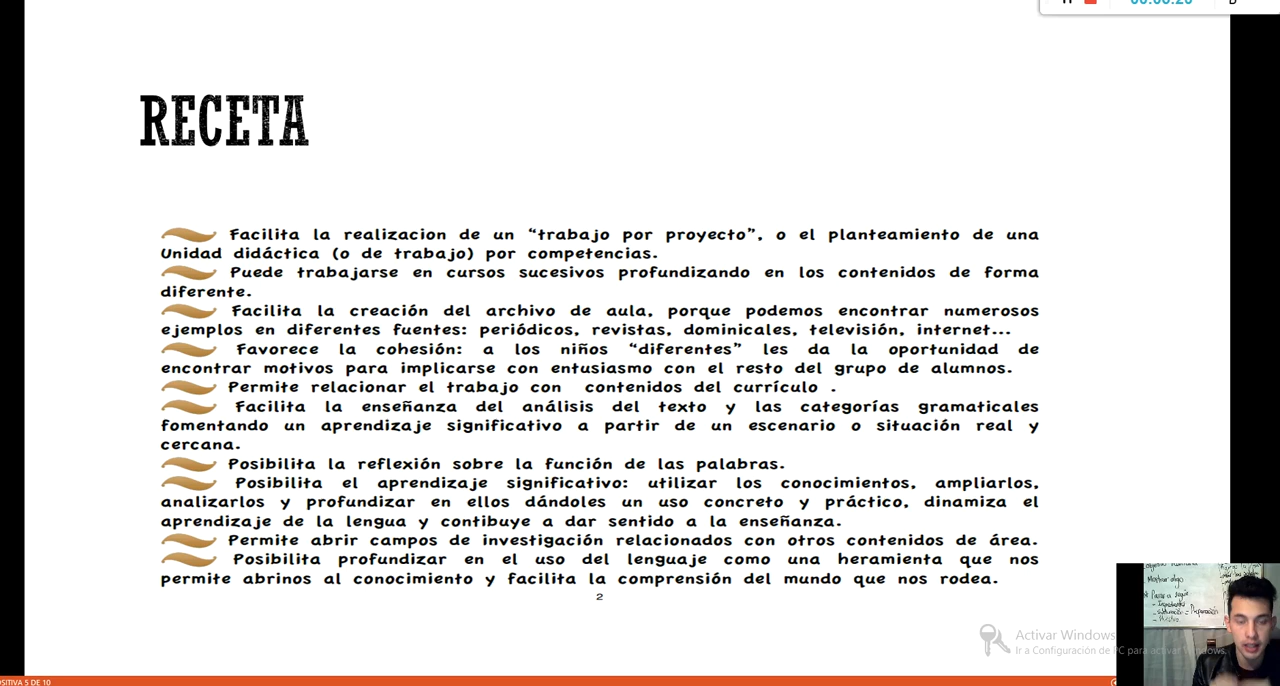 RECETA
Facilita la realizacion de un “trabajo por proyecto”, o el planteamiento de una
Unidad didáctica (o de trabajo) por competencias.
Puede trabajarse en cursos sucesivos profundizando en los contenidos de forma
diferente.
Facilita la creación del archivo de aula, porque podemos encontrar numerosos
ejemplos en diferentes fuentes: periódicos, revistas, dominicales, televisión, internet...
Favorece la cohesión: a los niños “diferentes” les da la oportunidad de
encontrar motivos para implicarse con entusiasmo con el resto del grupo de alumnos.
Permite relacionar el trabajo con contenidos del currículo .
Facilita la enseñanza del análisis del texto y las categorías gramaticales
fomentando un aprendizaje significativo a partir de un escenario o situación real y
cercana.
Posibilita la reflexión sobre la función de las palabras.
Posibilita el aprendizaje significativo: utilizar los conocimientos, ampliarlos,
analizarlos y profundizar en ellos dándoles un uso concreto y práctico, dinamiza el
aprendizaje de la lengua y contibuye a dar sentido a la enseñanza.
Permite abrir campos de investigación relacionados con otros contenidos de área.
Posibilita profundizar en el uso del lenguaje como una heramienta que nos
permite abrinos al conocimiento y facilita la comprensión del mundo que nos rodea.
2
Activar Windows
Ir a Configuración de PC para activar Windows.
Mostrar algo
- Ingredientes
Preparación
OSITIVA 5 DE 10